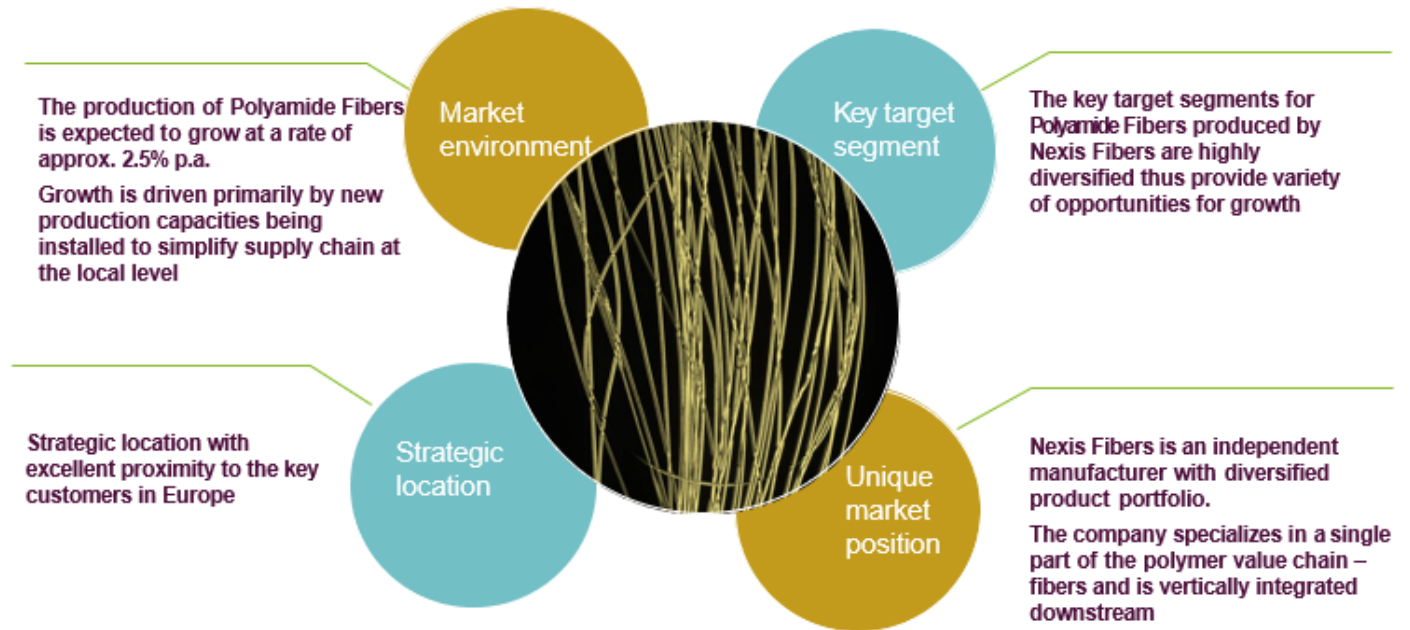 Market
environment
The production of Polyamide Fibers
is expected to grow at a rate of
approx. 2.5% p.a.
Growth is driven primarily by new
production capacities being
installed to simplify supply chain at
the local level
Key target
segment
The key target segments for
Polyamide Fibers produced by
Nexis Fibers are highly
diversified thus provide variety
of opportunities for growth
Strategic
location
Strategic location with
excellent proximity to the key
customers in Europe
Unique
market
position
Nexis Fibers is an independent
manufacturer with diversified
product portfolio.
The company specializes in a single
part of the polymer value chain –
fibers and is vertically integrated
downstream